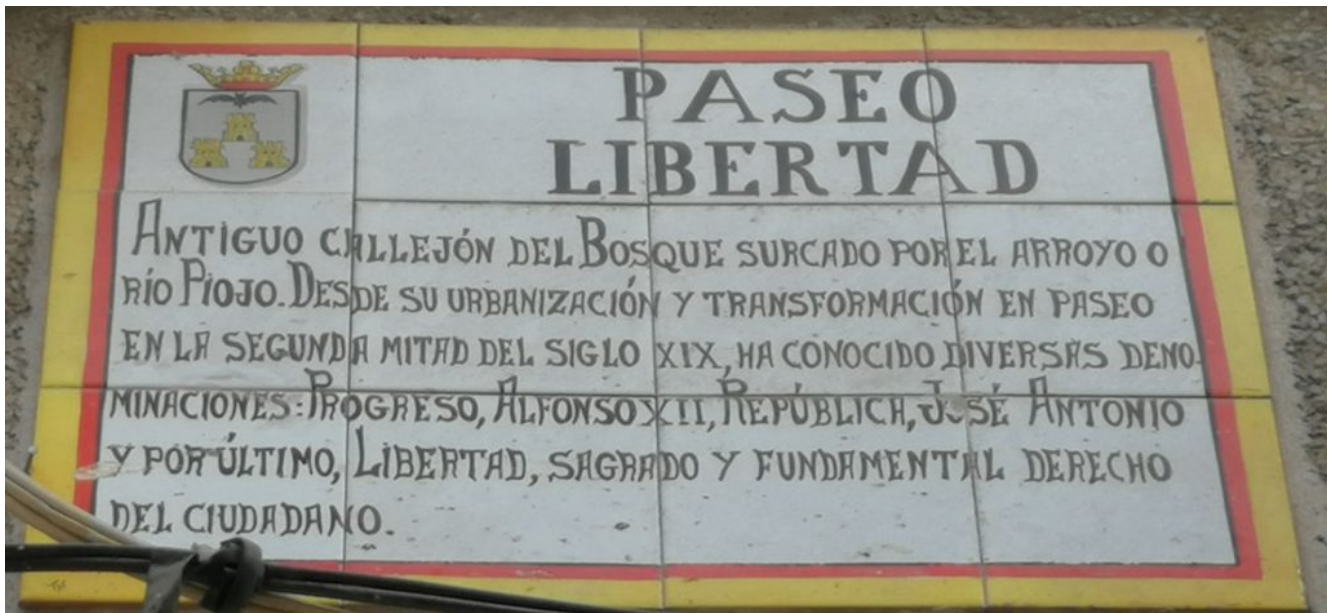 PASEO
LIBERTAD
ANTIGUO CALLEJÓN DEL BOSQUE SURCADO POR EL ARROYO O
RÍO PIOJO. DESDE SU URBANIZACIÓN Y TRANSFORMACIÓN EN PASEO
EN LA SEGUNDA MITAD DEL SIGLO XIX, HA CONOCIDO DIVERSAS DENO-
MINACIONES: PROGRESO, ALFONSO XII, REPÚBLICA, JOSÉ ANTONIO
Y POR ÚLTIMO, LIBERTAD, SAGRADO Y FUNDAMENTAL DERECHO
DEL CIUDADANO.